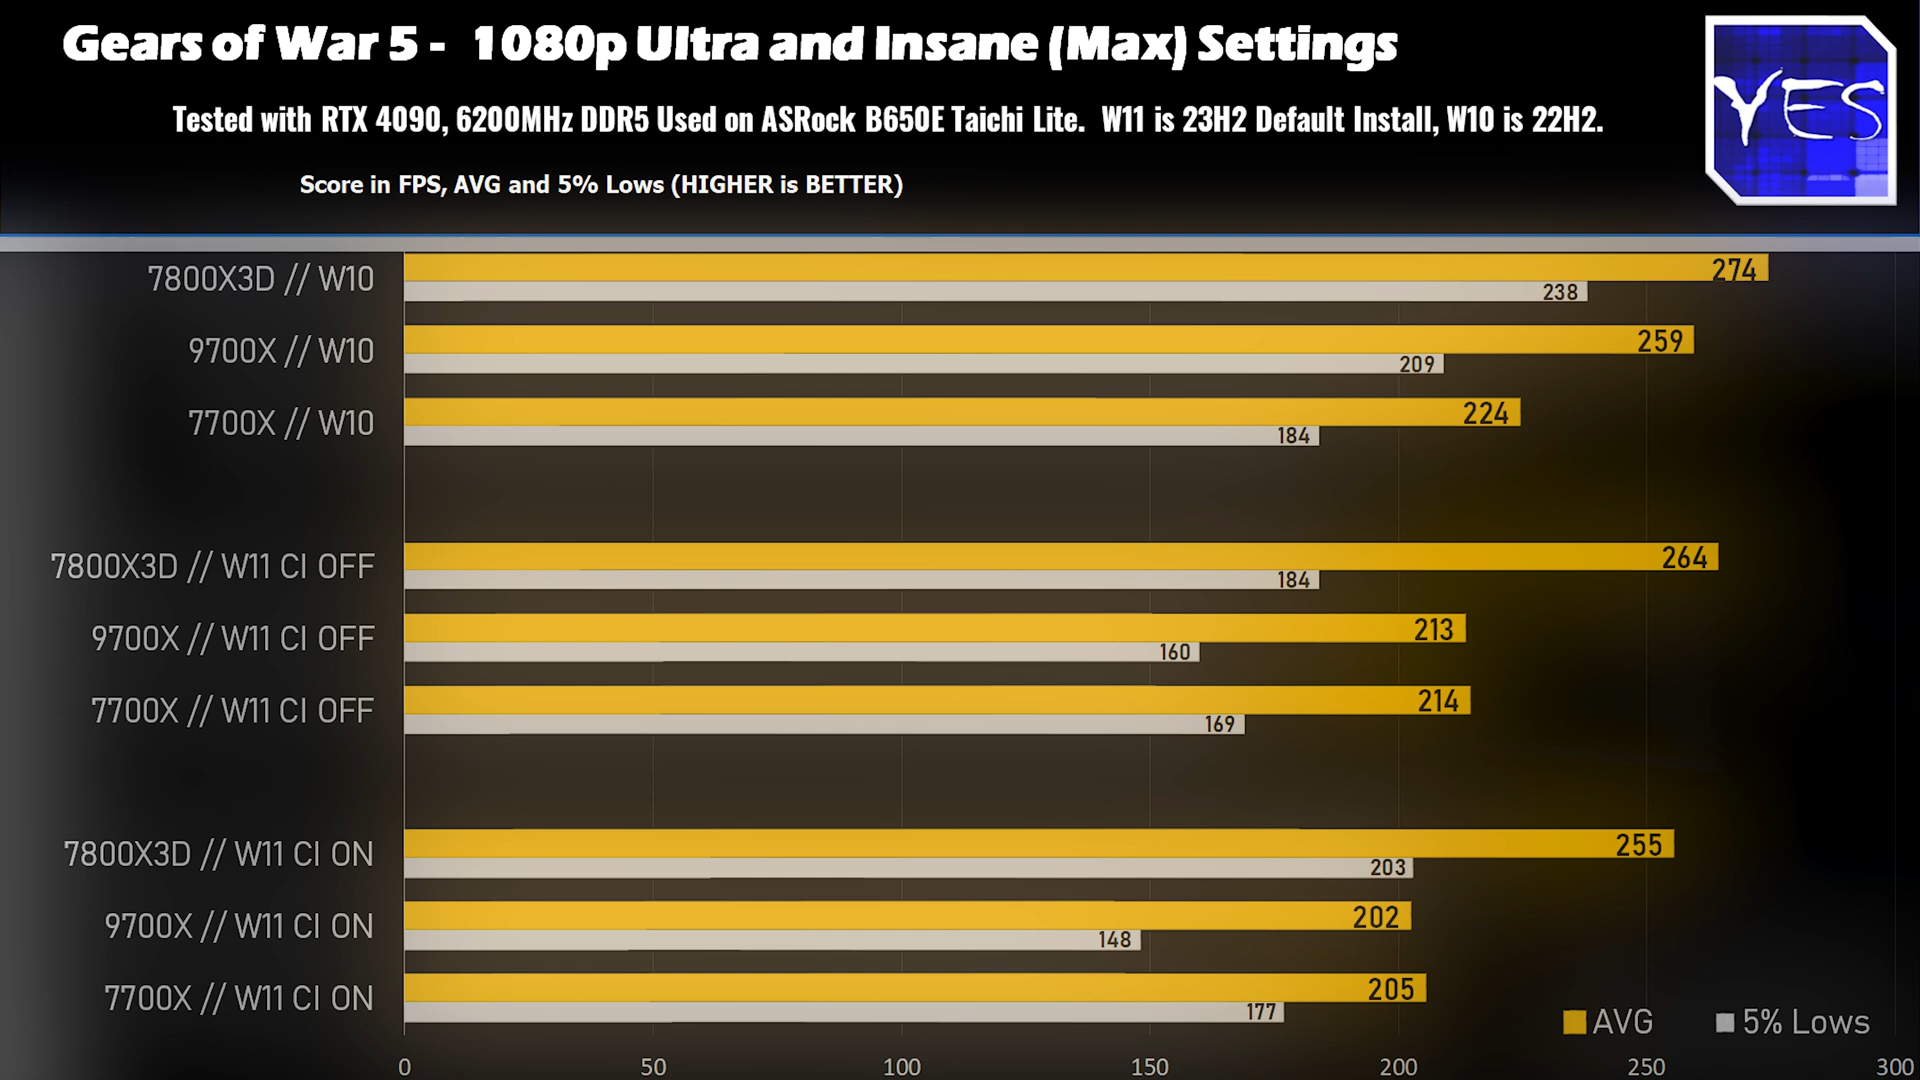 Gears of War 5 - 1080p Ultra and Insane (Max) Settings
Tested with RTX 4090, 6200MHz DDR5 Used on ASRock B650E Taichi Lite. W11 is 23H2 Default Install, W10 is 22H2.
YES
Score in FPS, AVG and 5% Lows (HIGHER is BETTER)
7800X3D // W10
274
238
9700X // W10
259
209
7700X // W10
224
184
7800X3D // W11 CI OFF
264
184
9700X // W11 CI OFF
213
160
7700X // W11 CI OFF
214
169
7800X3D // W11 CI ON
255
203
9700X // W11 CI ON
202
148
7700X // W11 CI ON
205
177
AVG 5% Lows
0 50 100 150 200 250 300